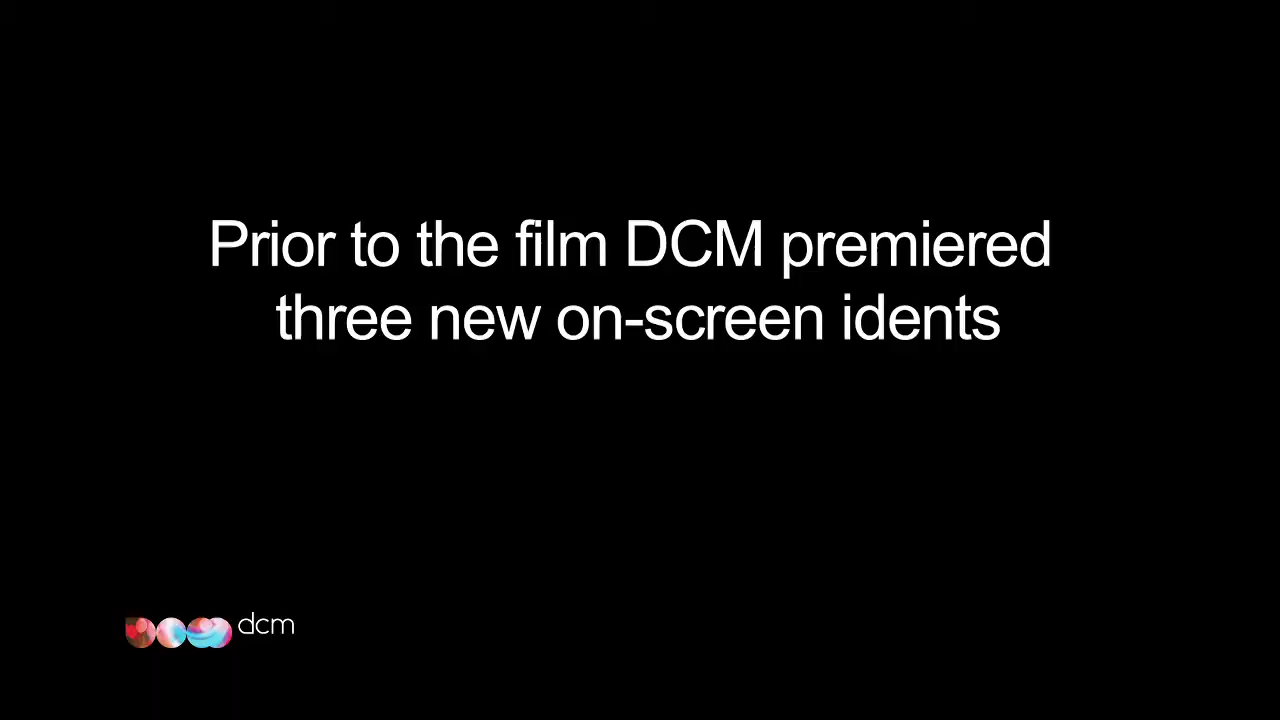 Prior to the film DCM premiered
three new on-screen idents
dcm